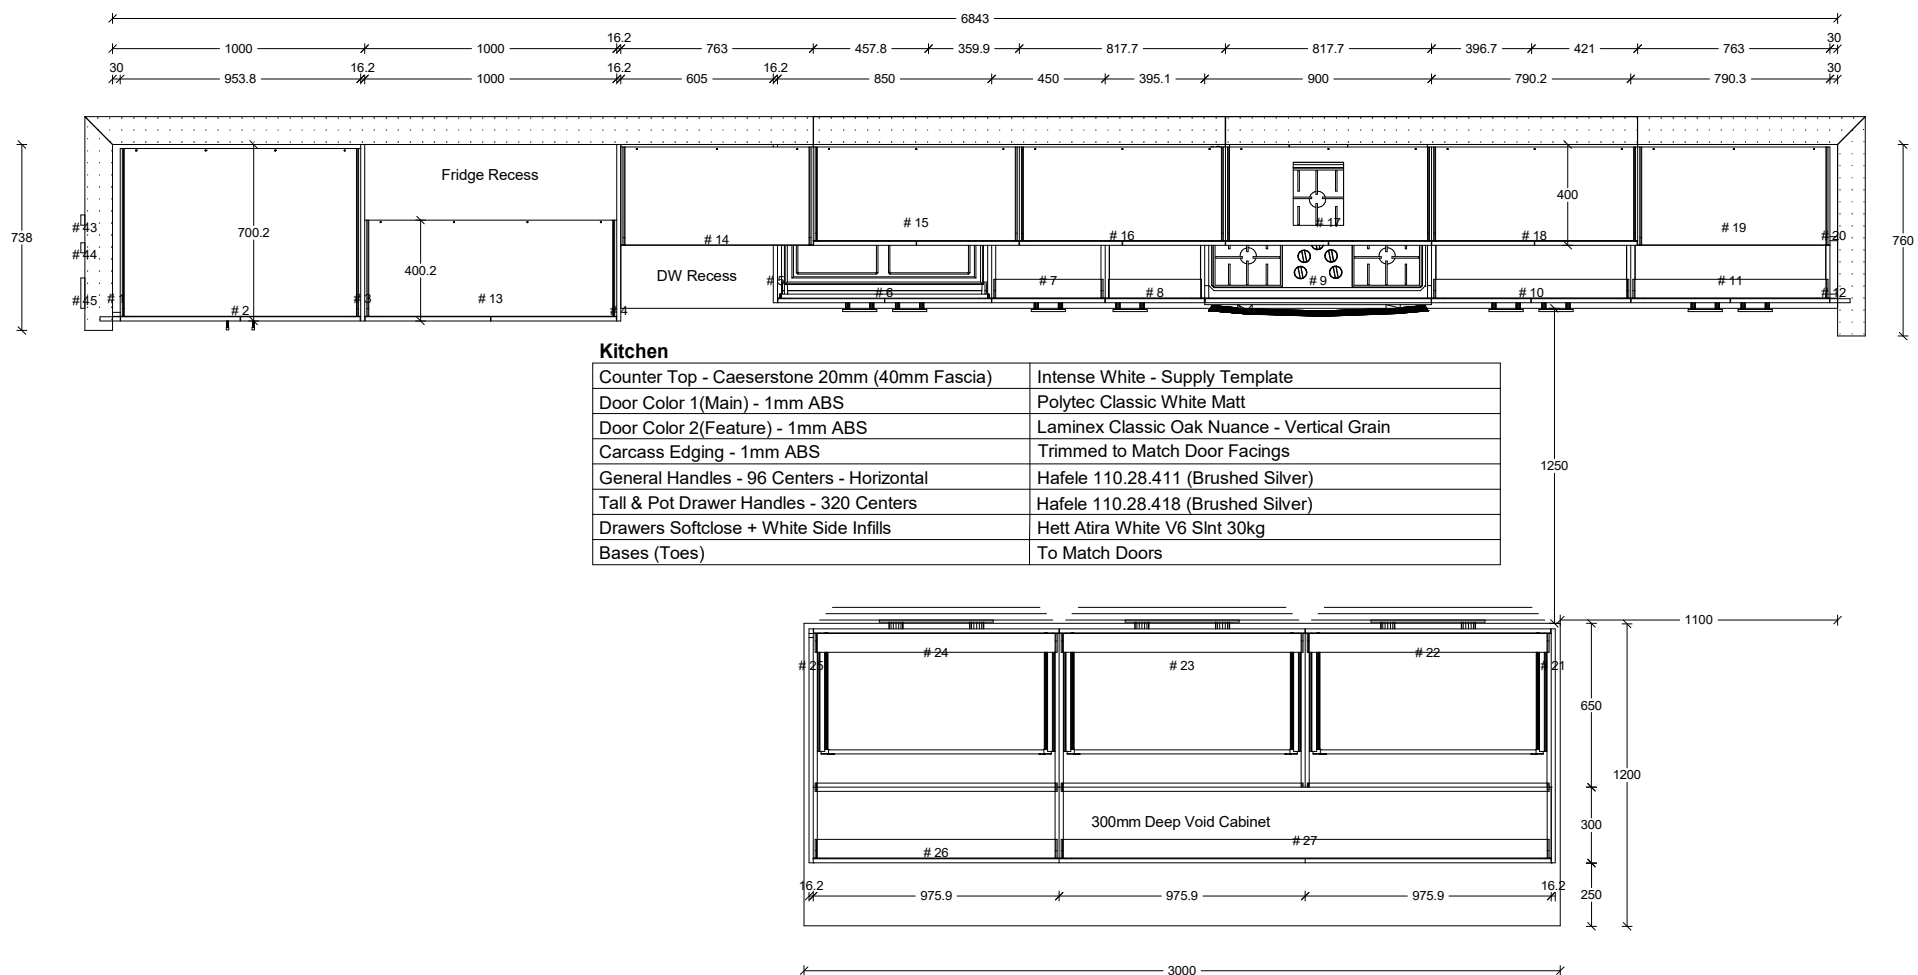 6843
1000 1000 16.2 763 457.8 359.9 817.7 817.7 396.7 421 763 30
30 953.8 16.2 1000 16.2 605 16.2 850 450 395.1 900 790.2 790.3 30
Fridge Recess
400
# 43 # 15 # 17 # 19
738 700.2 # 14 # 16 # 18 # 20 760
# 44
400.2 DW Recess # 5 # 7 # 9 # 11
# 45 # 1 # 3 # 13 # 6 # 8 # 10 # 12
# 2 # 4
Kitchen
Counter Top - Caeserstone 20mm (40mm Fascia) Intense White - Supply Template
Door Color 1(Main) - 1mm ABS Polytec Classic White Matt
Door Color 2(Feature) - 1mm ABS Laminex Classic Oak Nuance - Vertical Grain
Carcass Edging - 1mm ABS Trimmed to Match Door Facings
1250
General Handles - 96 Centers - Horizontal Hafele 110.28.411 (Brushed Silver)
Tall & Pot Drawer Handles - 320 Centers Hafele 110.28.418 (Brushed Silver)
Drawers Softclose + White Side Infills Hett Atira White V6 Slnt 30kg
Bases (Toes) To Match Doors
1100
# 24 # 22
# 25 # 23 # 21
650
1200
300mm Deep Void Cabinet 300
# 27
# 26
16.2 975.9 975.9 975.9 16.2 250
3000